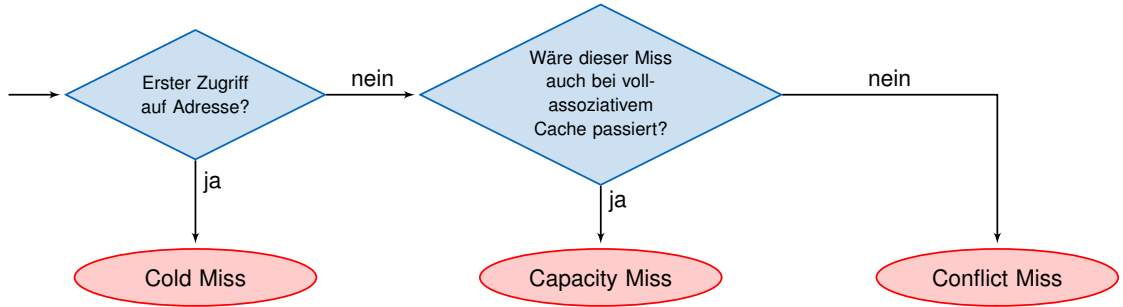 Erster Zugriff
auf Adresse?
nein
Wäre dieser Miss
auch bei voll-
assoziativem
Cache passiert?
nein
ja
ja
Cold Miss
Capacity Miss
Conflict Miss